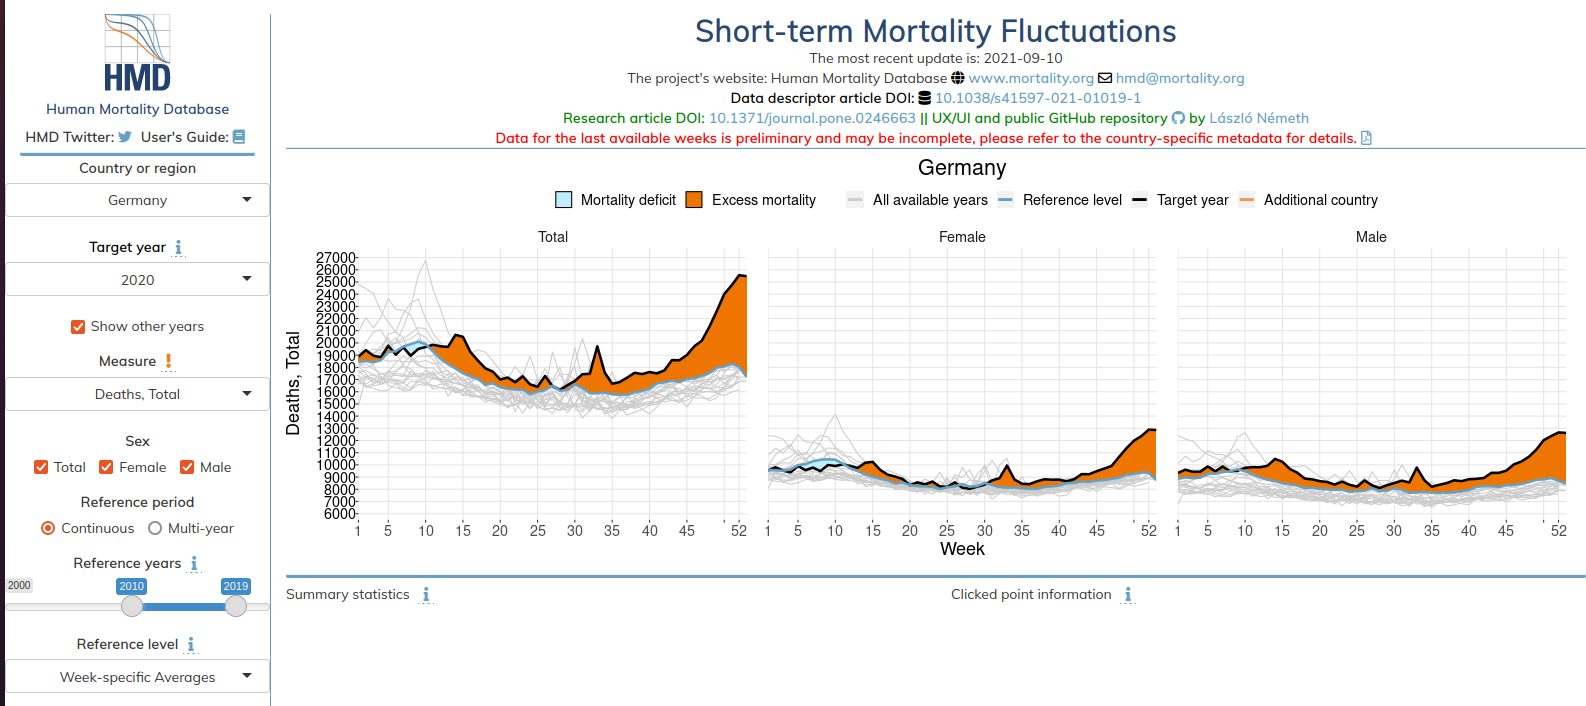 HMD
Human Mortality Database
HMD Twitter: User's Guide:
Country or region
Germany
Target year
2020
Show other years
Measure
Deaths, Total
Sex
Total Female Male
Reference period
Continuous Multi-year
Reference years
2000 2010 2019
Reference level
Week-specific Averages
Short-term Mortality Fluctuations
The most recent update is: 2021-09-10
The project's website: Human Mortality Database www.mortality.org hmd@mortality.org
Data descriptor article DOI: 10.1038/s41597-021-01019-1
Research article DOI: 10.1371/journal.pone.0246663 || UX/UI and public GitHub repository by László Németh
Data for the last available weeks is preliminary and may be incomplete, please refer to the country-specific metadata for details.
Germany
Mortality deficit Excess mortality All available years Reference level Target year Additional country
Total Female Male
Deaths, Total
27000
26000
25000
24000
23000
22000
21000
20000
19000
18000
17000
16000
15000
14000
13000
12000
11000
10000
9000
8000
7000
6000
1 5 10 15 20 25 30 35 40 45 52 1 5 10 15 20 25 30 35 40 45 52 1 5 10 15 20 25 30 35 40 45 52
Week
Summary statistics Clicked point information